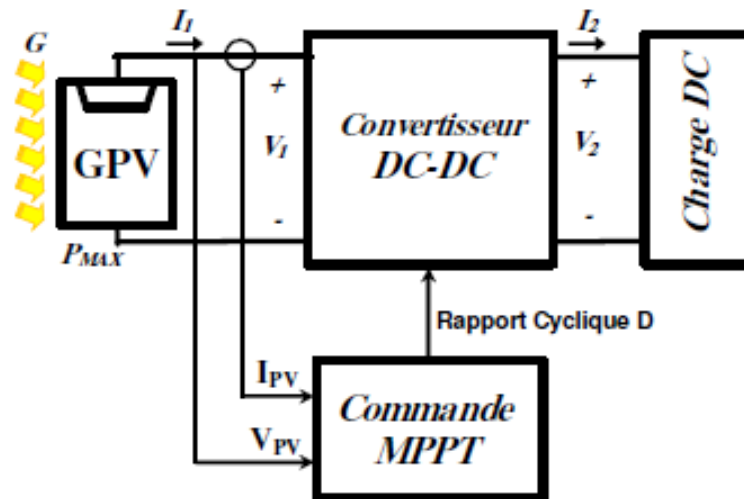 G
I1
I2
GPV
+
V1
-
Convertisseur
DC-DC
+
V2
-
Charge DC
PMAX
Rapport Cyclique D
IPV
VPV
Commande
MPPT